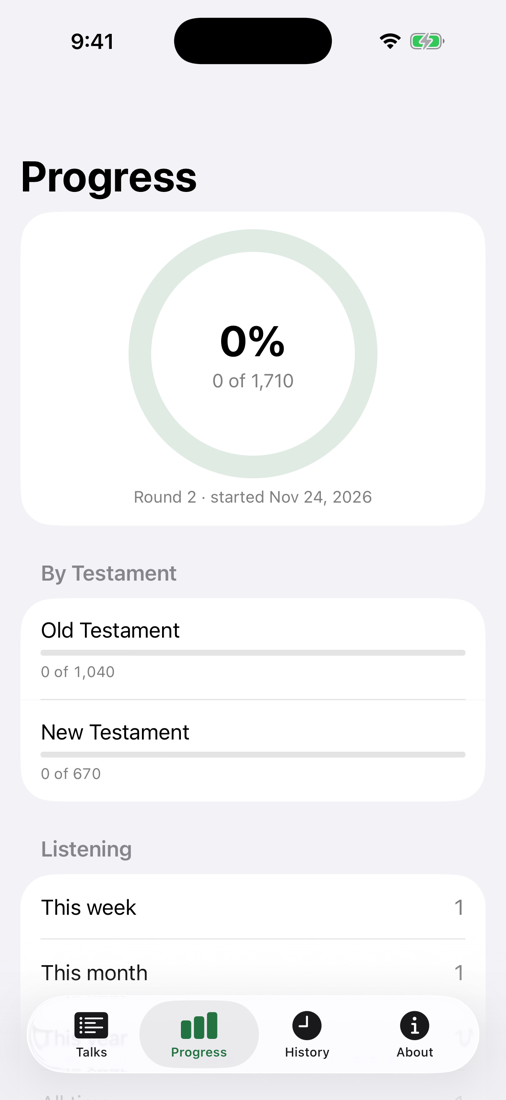 9:41
Progress
0%
0 of 1,710
Round 2 · started Nov 24, 2026
By Testament
Old Testament
0 of 1,040
New Testament
0 of 670
Listening
This week 1
This month 1
This year
Talks Progress History About